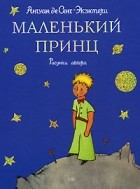 Антуан де Сент-Экзюпери
МАЛЕНЬКИЙ
ПРИНЦ
Рисунки автора